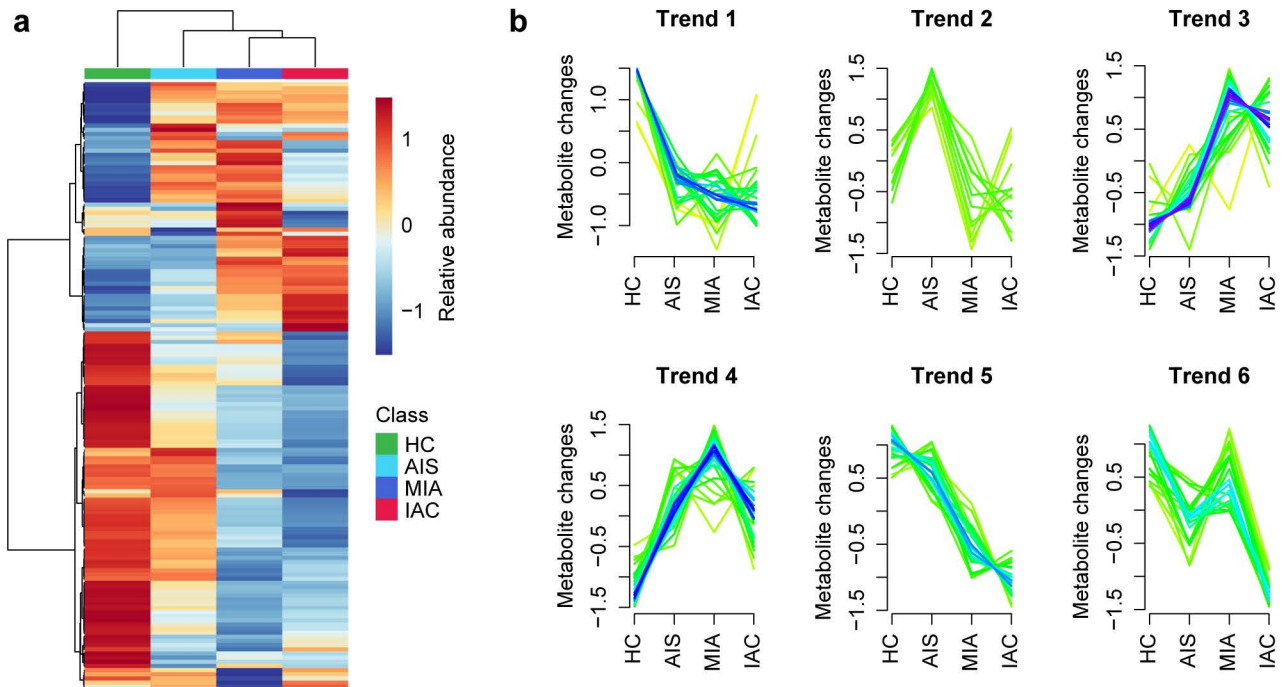 a
1
0
−1
Relative abundance
Class
HC
AIS
MIA
IAC
b
Trend 1
Metabolite changes
1.0
0.0
−1.0
HC
AIS
MIA
IAC
Trend 2
Metabolite changes
1.5
0.5
−0.5
−1.5
HC
AIS
MIA
IAC
Trend 3
Metabolite changes
1.5
0.5
−0.5
−1.5
HC
AIS
MIA
IAC
Trend 4
Metabolite changes
1.5
0.5
−0.5
−1.5
HC
AIS
MIA
IAC
Trend 5
Metabolite changes
0.5
−0.5
−1.5
HC
AIS
MIA
IAC
Trend 6
Metabolite changes
0.5
−0.5
−1.5
HC
AIS
MIA
IAC